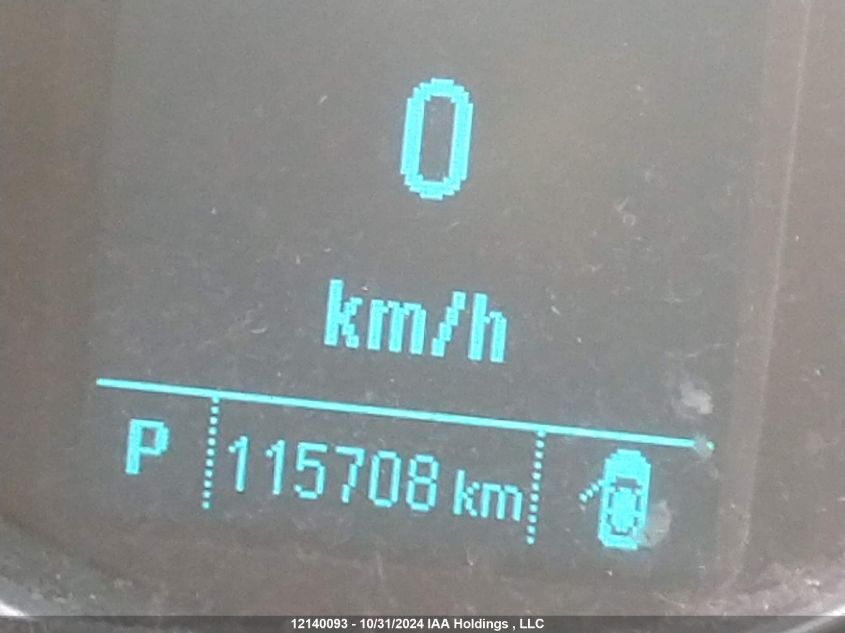 0
km/h
P 115708 km
12140093 - 10/31/2024 IAA Holdings , LLC